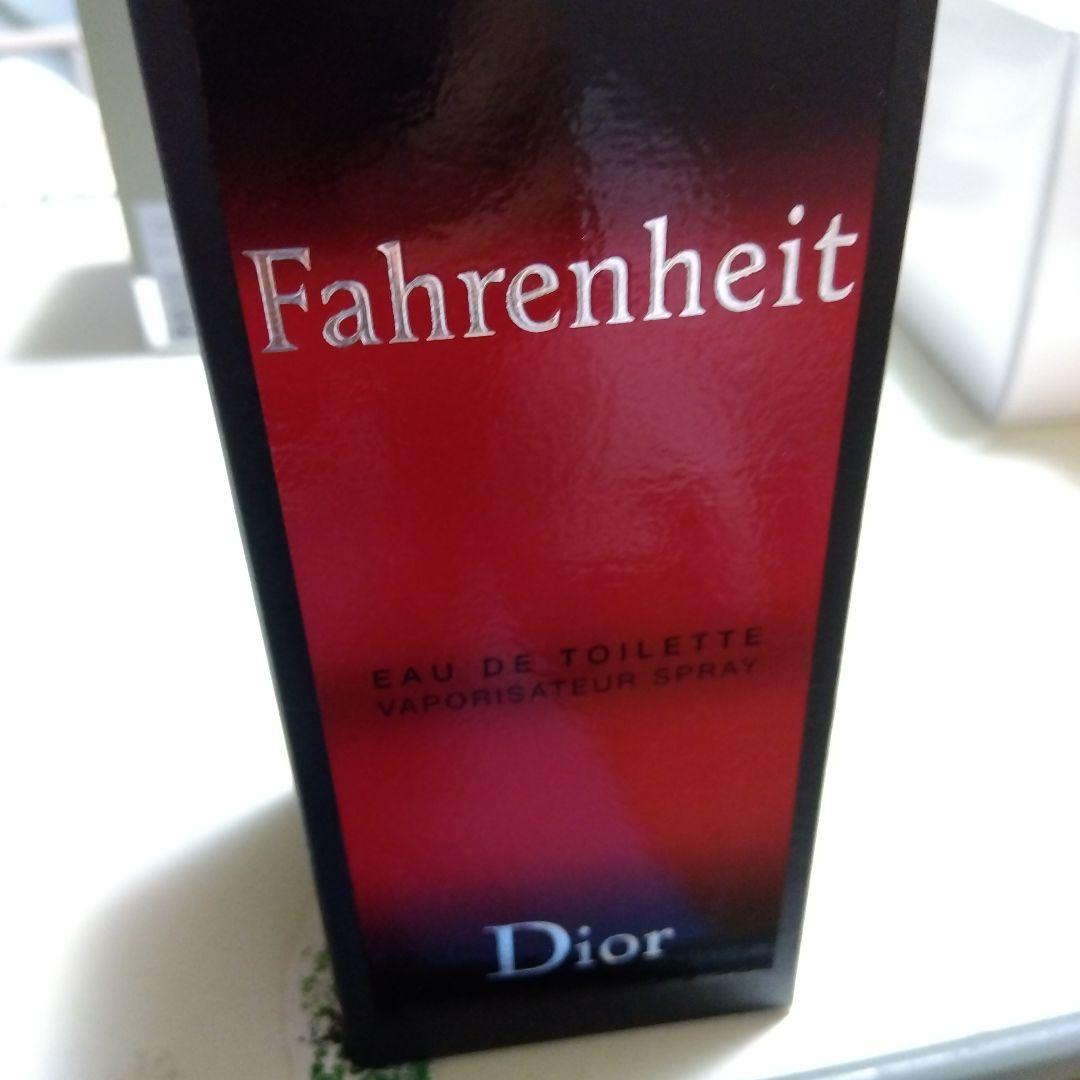 Fahrenheit
EAU DE TOILETTE
VAPORISATEUR SPRAY
Dior